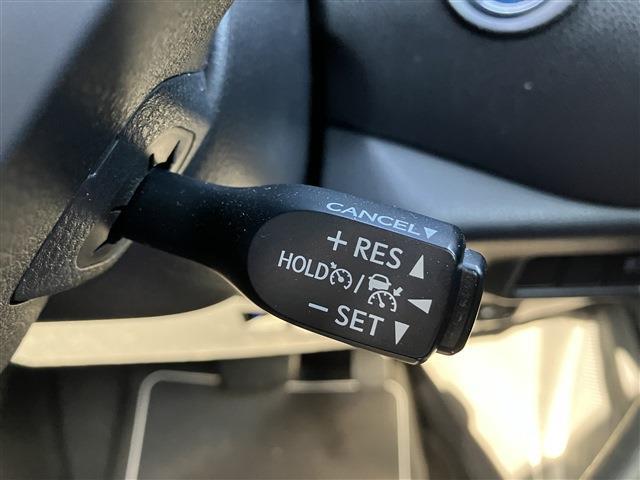 CANCEL
+ RES
HOLD /
- SET